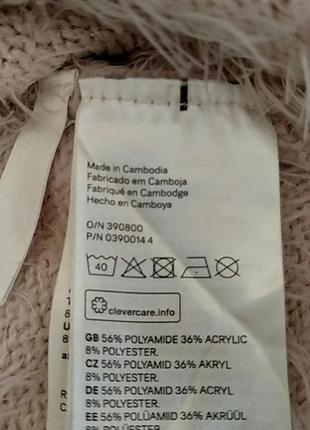 Made in Cambodia
Fabricado em Camboja
Fabriqué en Cambodge
Hecho en Camboya
O/N 390800
P/N 0390014 4
40
clevercare.info
GB 56% POLYAMIDE 36% ACRYLIC
8% POLYESTER.
CZ 56% POLYAMID 36% AKRYL
8% POLYESTER.
DE 56% POLYAMID 36% ACRYL
8% POLYESTER.
EE 56% POLÜAMIID 36% AKRÜÜL